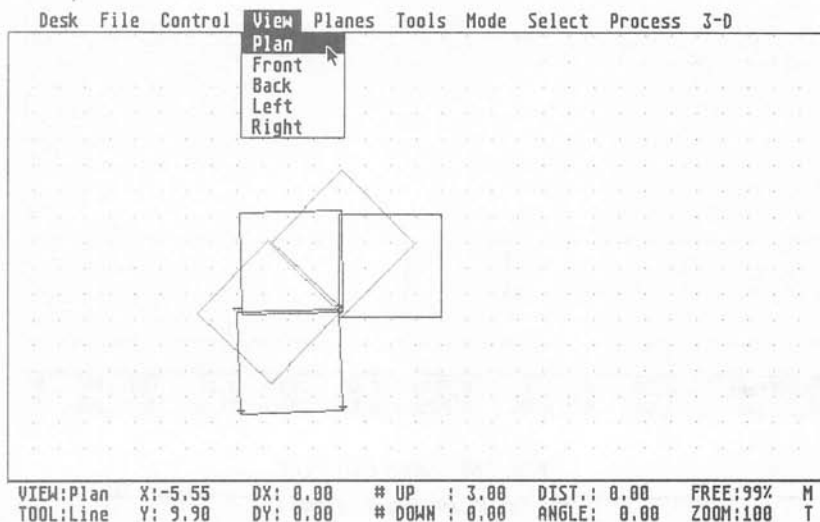 Desk File Control View Planes Tools Mode Select Process 3-D
Plan
Front
Back
Left
Right
VIEW:Plan X:-5.55 DX: 0.00 # UP : 3.00 DIST.: 0.00 FREE:99% M
TOOL:Line Y: 9.90 DY: 0.00 # DOWN : 0.00 ANGLE: 0.00 ZOOM:100 T